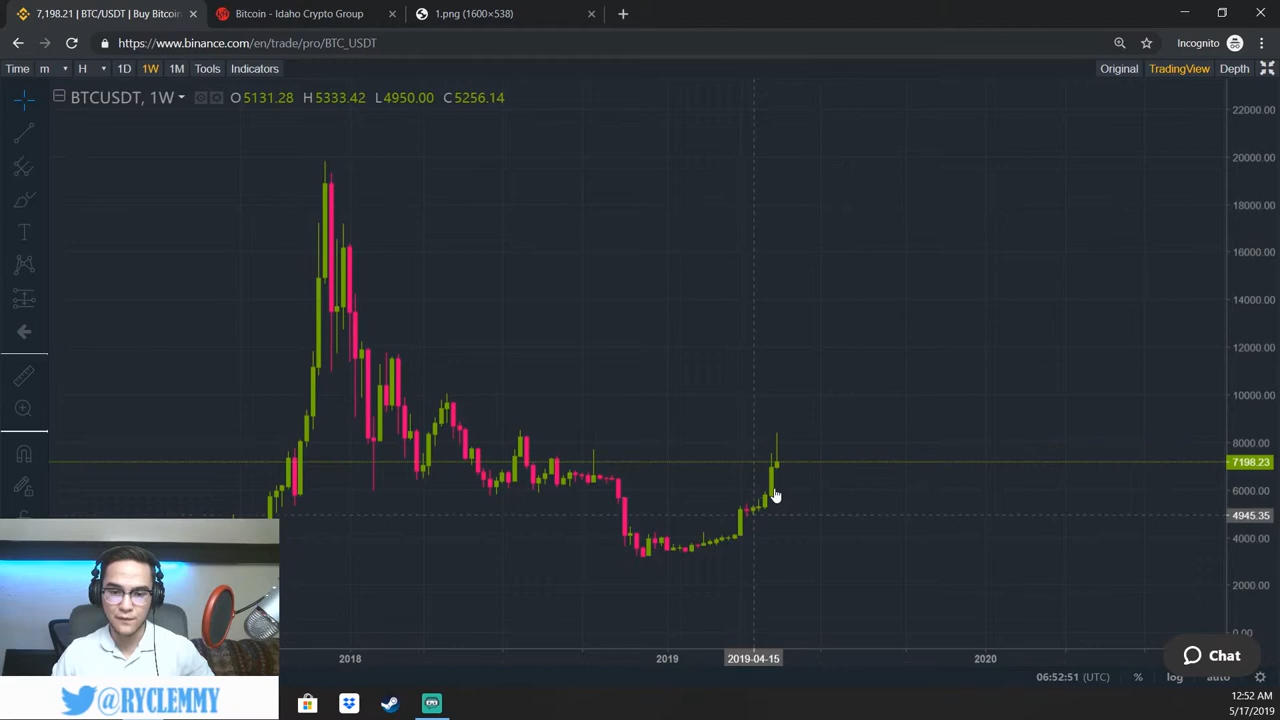 7,198.21 | BTC/USDT | Buy Bitcoin
Bitcoin - Idaho Crypto Group
1.png (1600×538)
https://www.binance.com/en/trade/pro/BTC_USDT
Incognito
Time m H 1D 1W 1M Tools Indicators
Original TradingView Depth
BTCUSDT, 1W O 5131.28 H 5333.42 L 4950.00 C 5256.14
22000.00
20000.00
18000.00
16000.00
14000.00
12000.00
10000.00
8000.00
7198.23
6000.00
4945.35
4000.00
2000.00
0.00
2018 2019 2019-04-15 2020
Chat
06:52:51 (UTC) % log auto
@RYCLEMMY
12:52 AM
5/17/2019